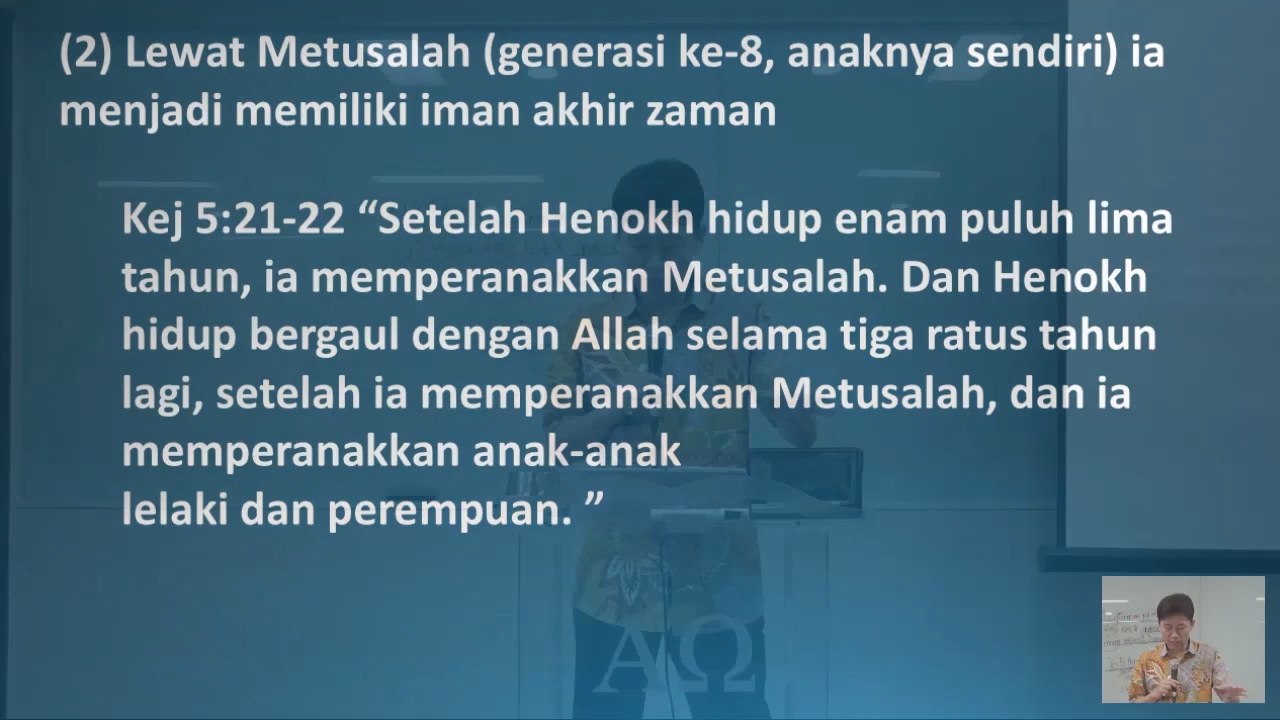 (2) Lewat Metusalah (generasi ke-8, anaknya sendiri) ia
menjadi memiliki iman akhir zaman
Kej 5:21-22 “Setelah Henokh hidup enam puluh lima
tahun, ia memperanakkan Metusalah. Dan Henokh
hidup bergaul dengan Allah selama tiga ratus tahun
lagi, setelah ia memperanakkan Metusalah, dan ia
memperanakkan anak-anak
lelaki dan perempuan. ”
ΑΩ